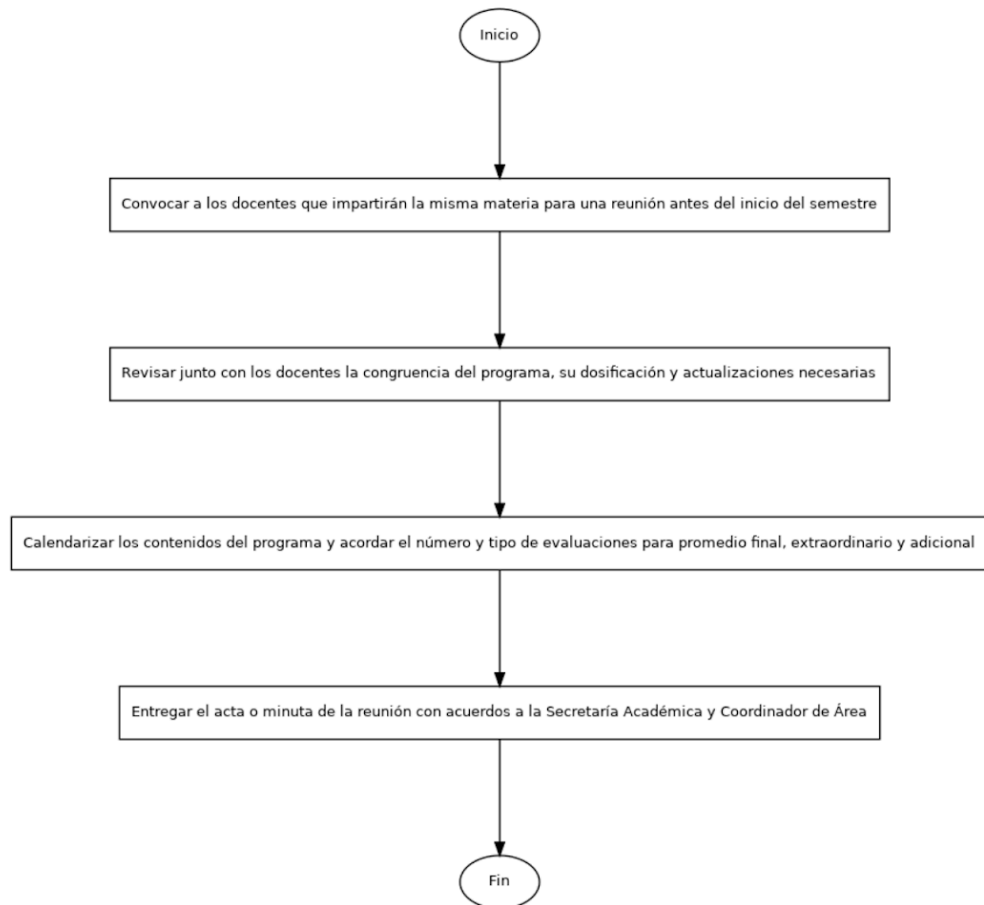 Inicio
Convocar a los docentes que impartirán la misma materia para una reunión antes del inicio del semestre
Revisar junto con los docentes la congruencia del programa, su dosificación y actualizaciones necesarias
Calendarizar los contenidos del programa y acordar el número y tipo de evaluaciones para promedio final, extraordinario y adicional
Entregar el acta o minuta de la reunión con acuerdos a la Secretaría Académica y Coordinador de Área
Fin